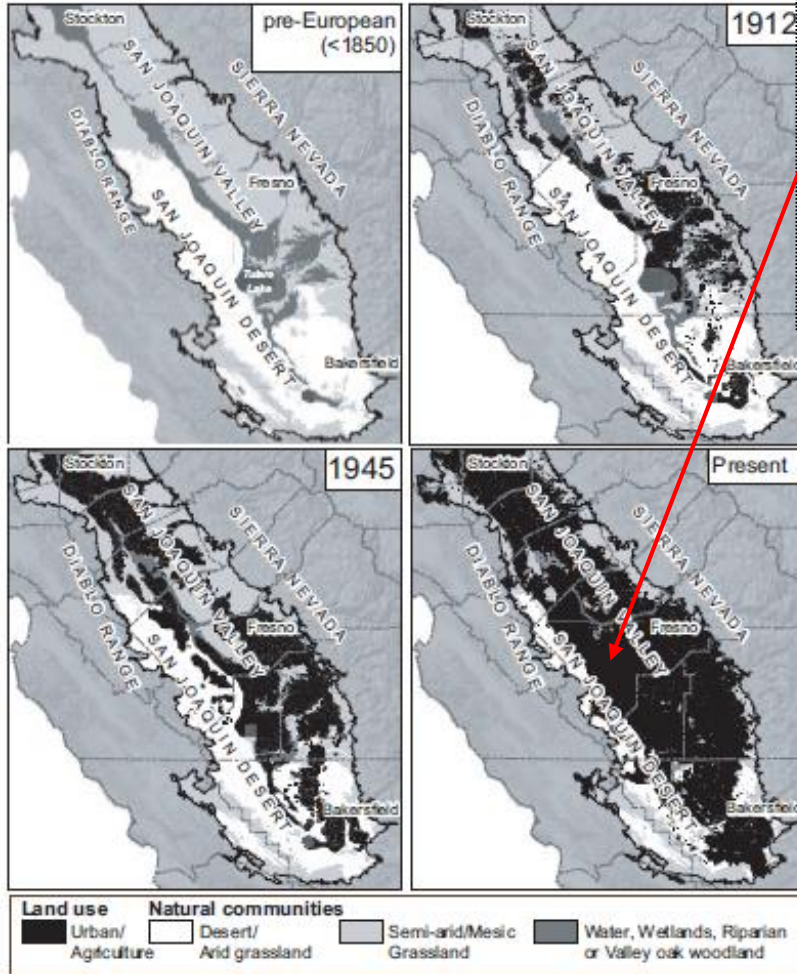 Stockton
pre-European
(<1850)
SAN JOAQUIN VALLEY
SIERRA NEVADA
DIABLO RANGE
Fresno
SAN JOAQUIN DESERT
Tulare
Lake
Bakersfield
Stockton
1912
SAN JOAQUIN VALLEY
SIERRA NEVADA
DIABLO RANGE
Fresno
SAN JOAQUIN DESERT
Bakersfield
Stockton
1945
SAN JOAQUIN VALLEY
SIERRA NEVADA
DIABLO RANGE
Fresno
SAN JOAQUIN DESERT
Bakersfield
Stockton
Present
SAN JOAQUIN VALLEY
SIERRA NEVADA
DIABLO RANGE
Fresno
SAN JOAQUIN DESERT
Bakersfield
Land use Natural communities
Urban/ Desert/ Semi-arid/Mesic Water, Wetlands, Riparian
Agriculture Arid grassland Grassland or Valley oak woodland